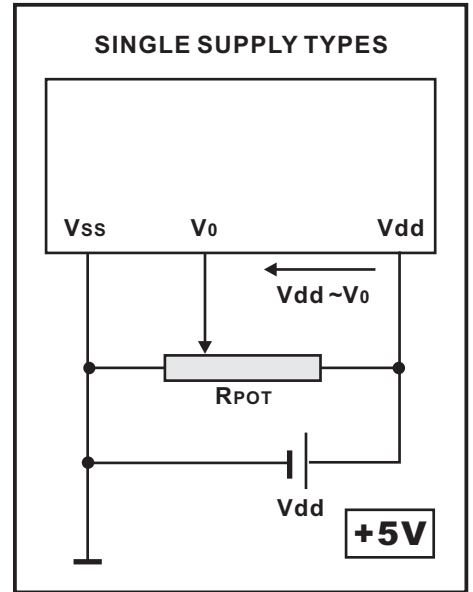 SINGLE SUPPLY TYPES
Vss V0 Vdd
Vdd ~V0
RPOT
Vdd
+5V